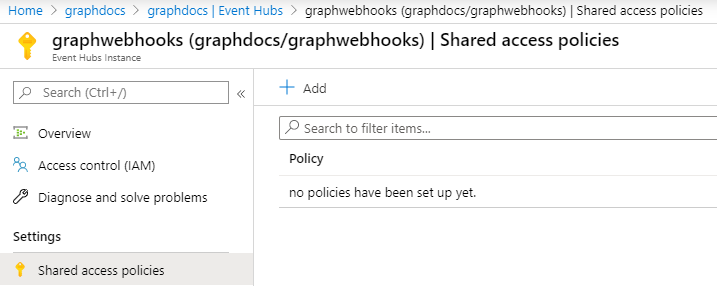 Home > graphdocs > graphdocs | Event Hubs > graphwebhooks (graphdocs/graphwebhooks) | Shared access policies
graphwebhooks (graphdocs/graphwebhooks) | Shared access policies
Event Hubs Instance
Search (Ctrl+/)
«
Overview
Access control (IAM)
Diagnose and solve problems
Settings
Shared access policies
+ Add
Search to filter items...
Policy
no policies have been set up yet.